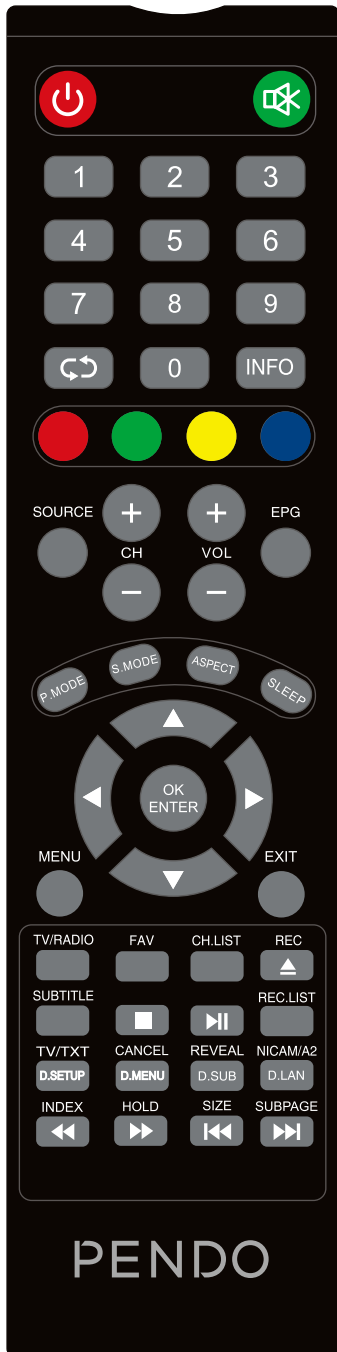 1 2 3
4 5 6
7 8 9
0 INFO
SOURCE + + EPG
CH VOL
− −
P.MODE S.MODE ASPECT SLEEP
OK
ENTER
MENU EXIT
TV/RADIO FAV CH.LIST REC
SUBTITLE REC.LIST
TV/TXT CANCEL REVEAL NICAM/A2
D.SETUP D.MENU D.SUB D.LAN
INDEX HOLD SIZE SUBPAGE
PENDO